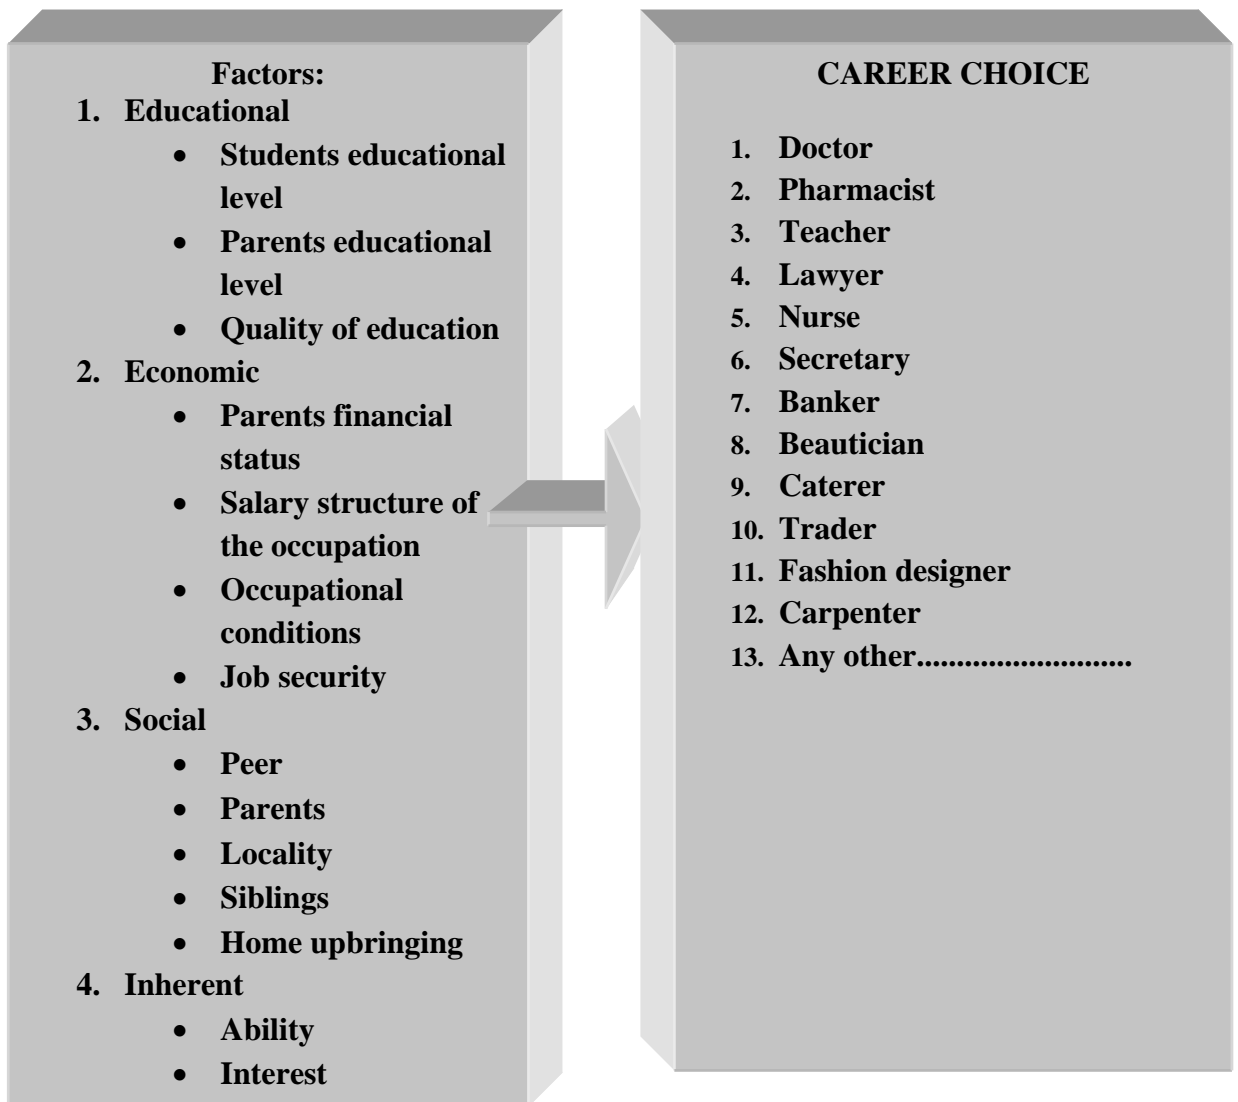 Factors:
1. Educational
• Students educational
level
• Parents educational
level
• Quality of education
2. Economic
• Parents financial
status
• Salary structure of
the occupation
• Occupational
conditions
• Job security
3. Social
• Peer
• Parents
• Locality
• Siblings
• Home upbringing
4. Inherent
• Ability
• Interest
CAREER CHOICE
1. Doctor
2. Pharmacist
3. Teacher
4. Lawyer
5. Nurse
6. Secretary
7. Banker
8. Beautician
9. Caterer
10. Trader
11. Fashion designer
12. Carpenter
13. Any other...........................